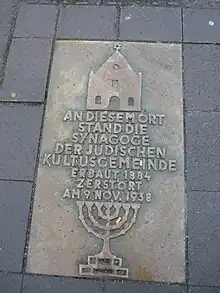 AN DIESEM ORT
STAND DIE
SYNAGOGE
DER JÜDISCHEN
KULTUSGEMEINDE
ERBAUT 1884
ZERSTÖRT
AM 9. NOV. 1938